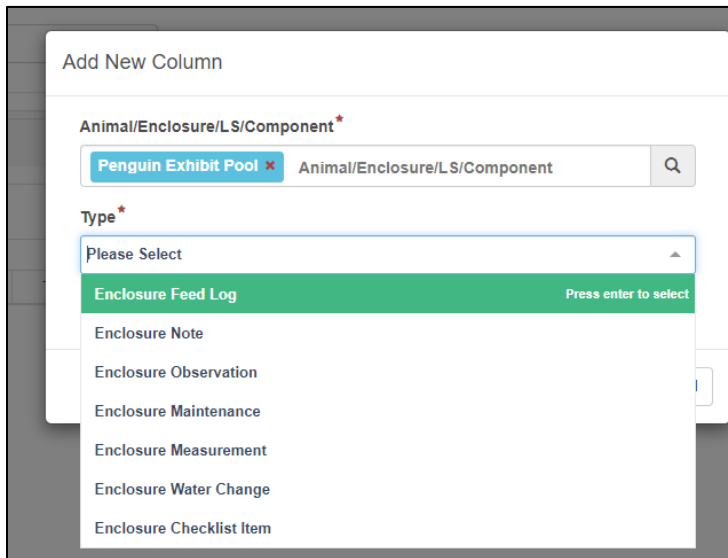 Add New Column
Animal/Enclosure/LS/Component*
Penguin Exhibit Pool × Animal/Enclosure/LS/Component
Type*
Please Select
Enclosure Feed Log Press enter to select
Enclosure Note
Enclosure Observation
Enclosure Maintenance
Enclosure Measurement
Enclosure Water Change
Enclosure Checklist Item